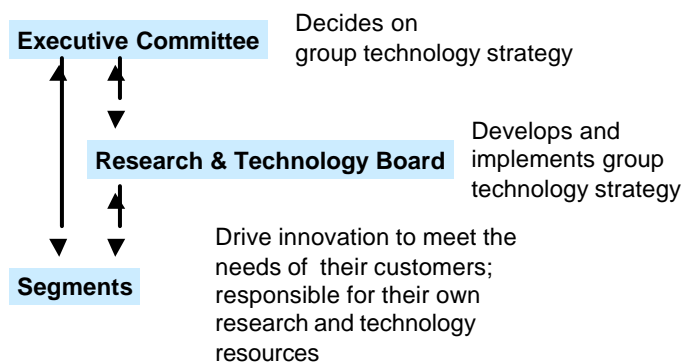 Executive Committee
Decides on
group technology strategy
Research & Technology Board
Develops and
implements group
technology strategy
Segments
Drive innovation to meet the
needs of their customers;
responsible for their own
research and technology
resources